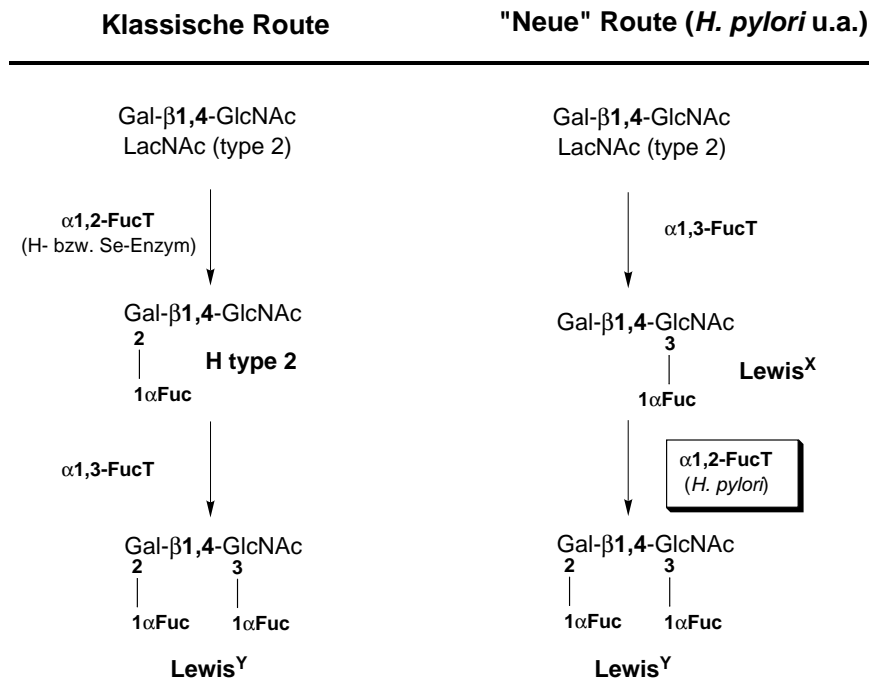 Klassische Route
"Neue" Route (H. pylori u.a.)
Gal-β1,4-GlcNAc
LacNAc (type 2)
α1,2-FucT
(H- bzw. Se-Enzym)
Gal-β1,4-GlcNAc
2
H type 2
1αFuc
α1,3-FucT
Gal-β1,4-GlcNAc
2 3
1αFuc 1αFuc
Lewis^Y
Gal-β1,4-GlcNAc
LacNAc (type 2)
α1,3-FucT
Gal-β1,4-GlcNAc
3
Lewis^X
1αFuc
α1,2-FucT
(H. pylori)
Gal-β1,4-GlcNAc
2 3
1αFuc 1αFuc
Lewis^Y